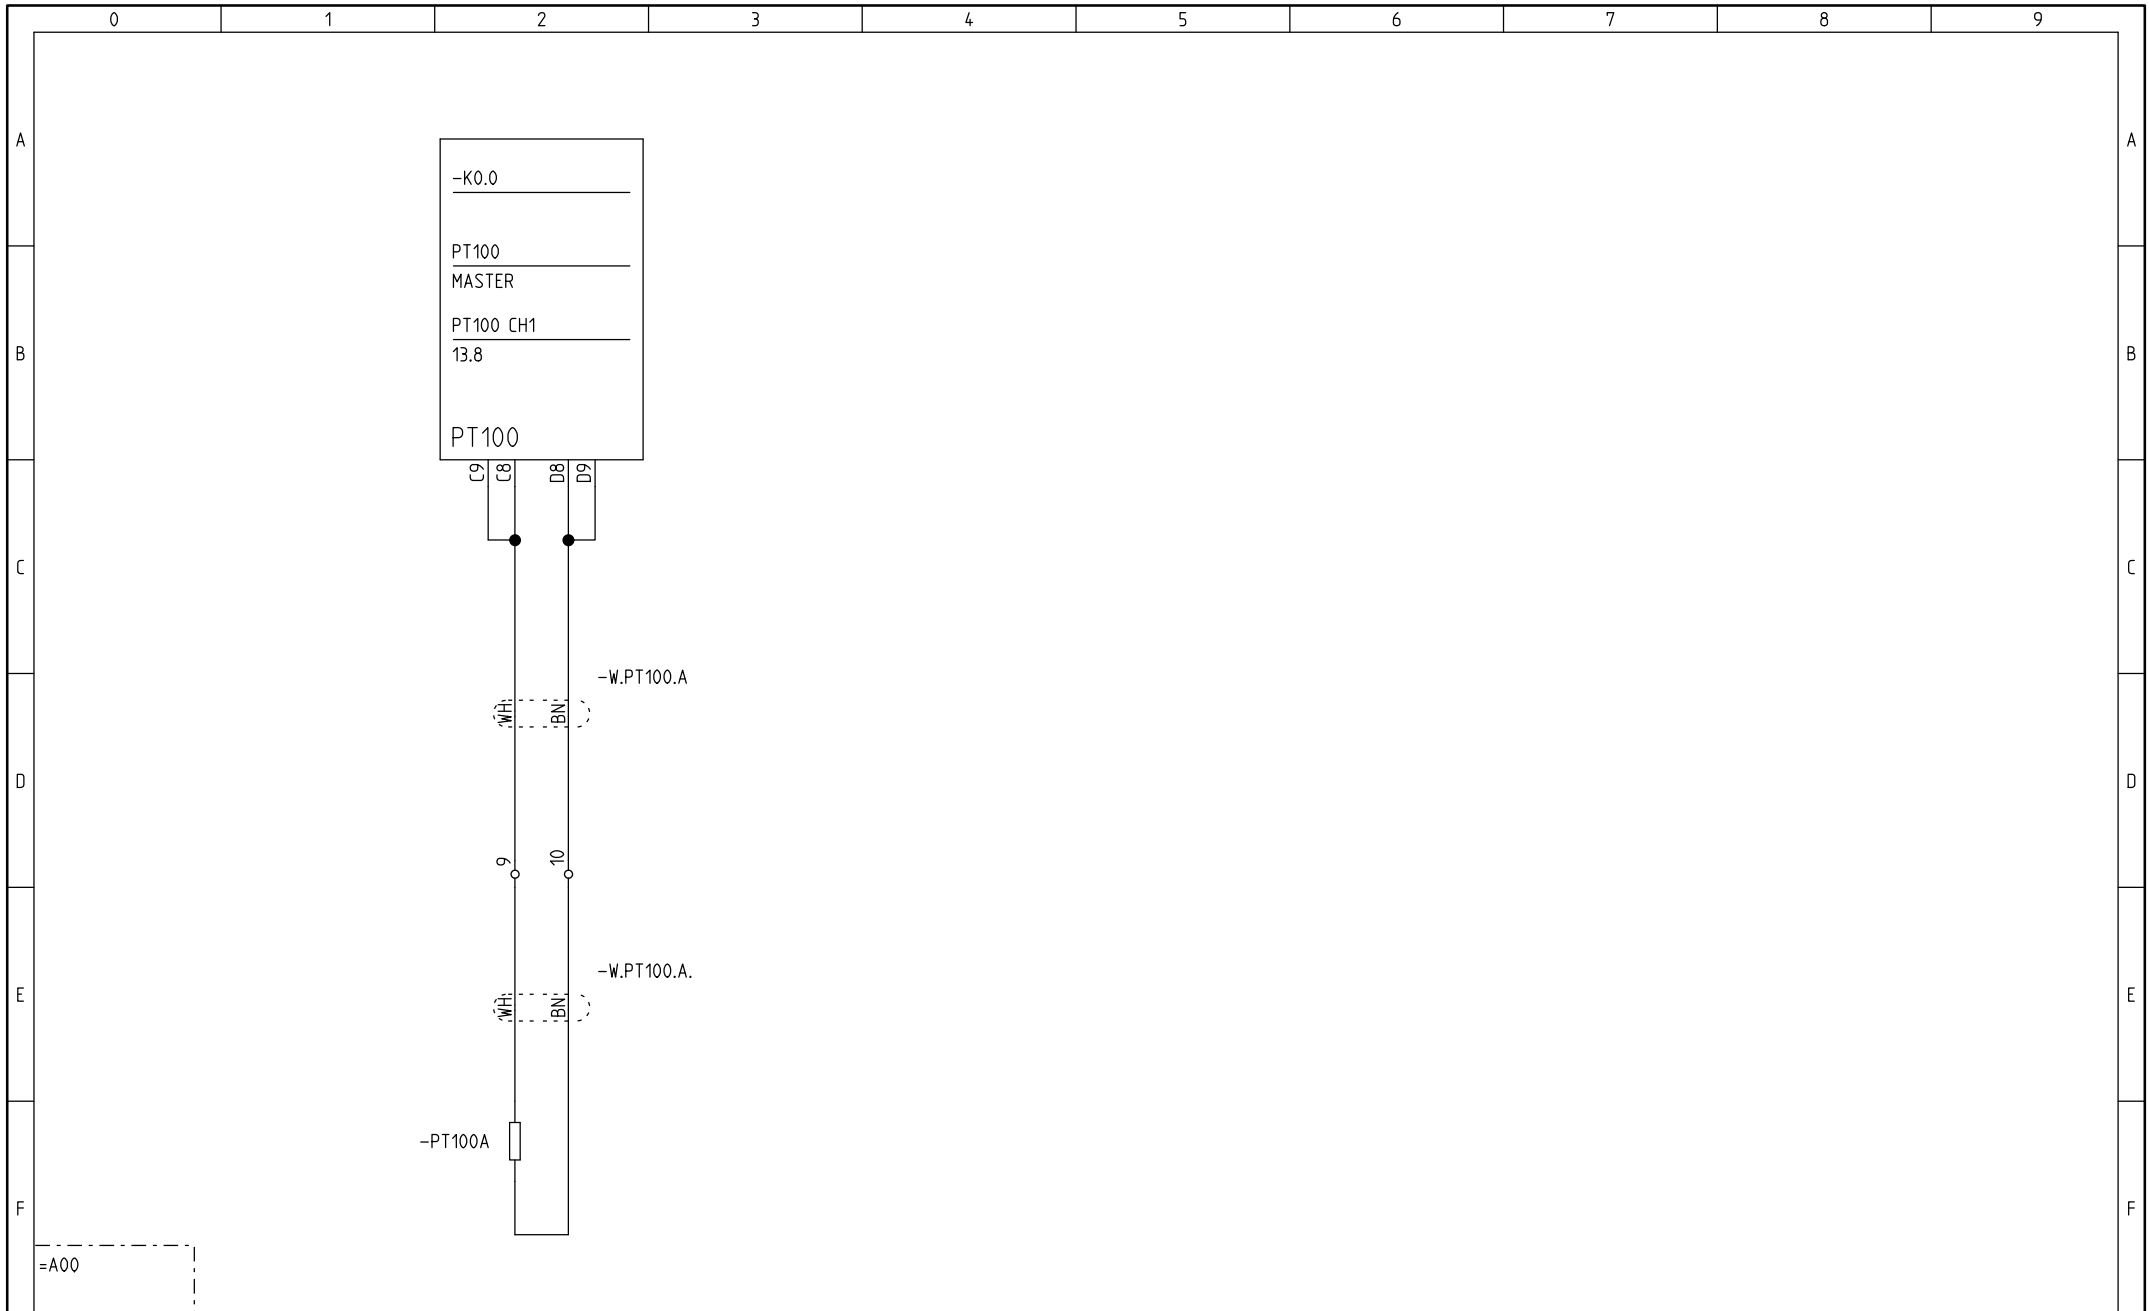 0 1 2 3 4 5 6 7 8 9
A A
-K0.0
PT100
MASTER
PT100 CH1
B B
13.8
PT100
C9 C8 D8 D9
C C
-W.PT100.A
WH BN
D D
9 10
-W.PT100.A.
E E
WH BN
-PT100A
F F
=A00